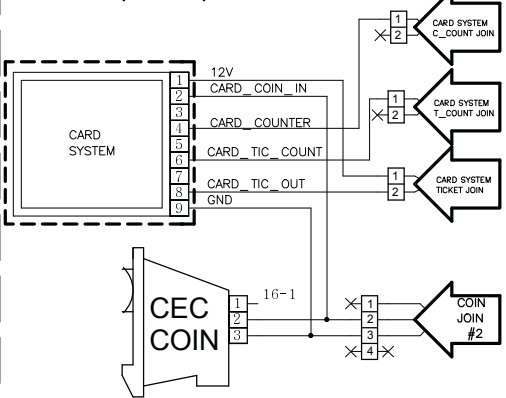 1
2
CARD SYSTEM
C_COUNT JOIN
12V
CARD_COIN_IN
CARD_COUNTER
CARD_TIC_COUNT
CARD_TIC_OUT
GND
CARD
SYSTEM
1
2
3
4
5
6
7
8
9
1
2
CARD SYSTEM
T_COUNT JOIN
1
2
CARD SYSTEM
TICKET JOIN
CEC
COIN
1
2
3
16-1
1
2
3
4
COIN
JOIN
#2